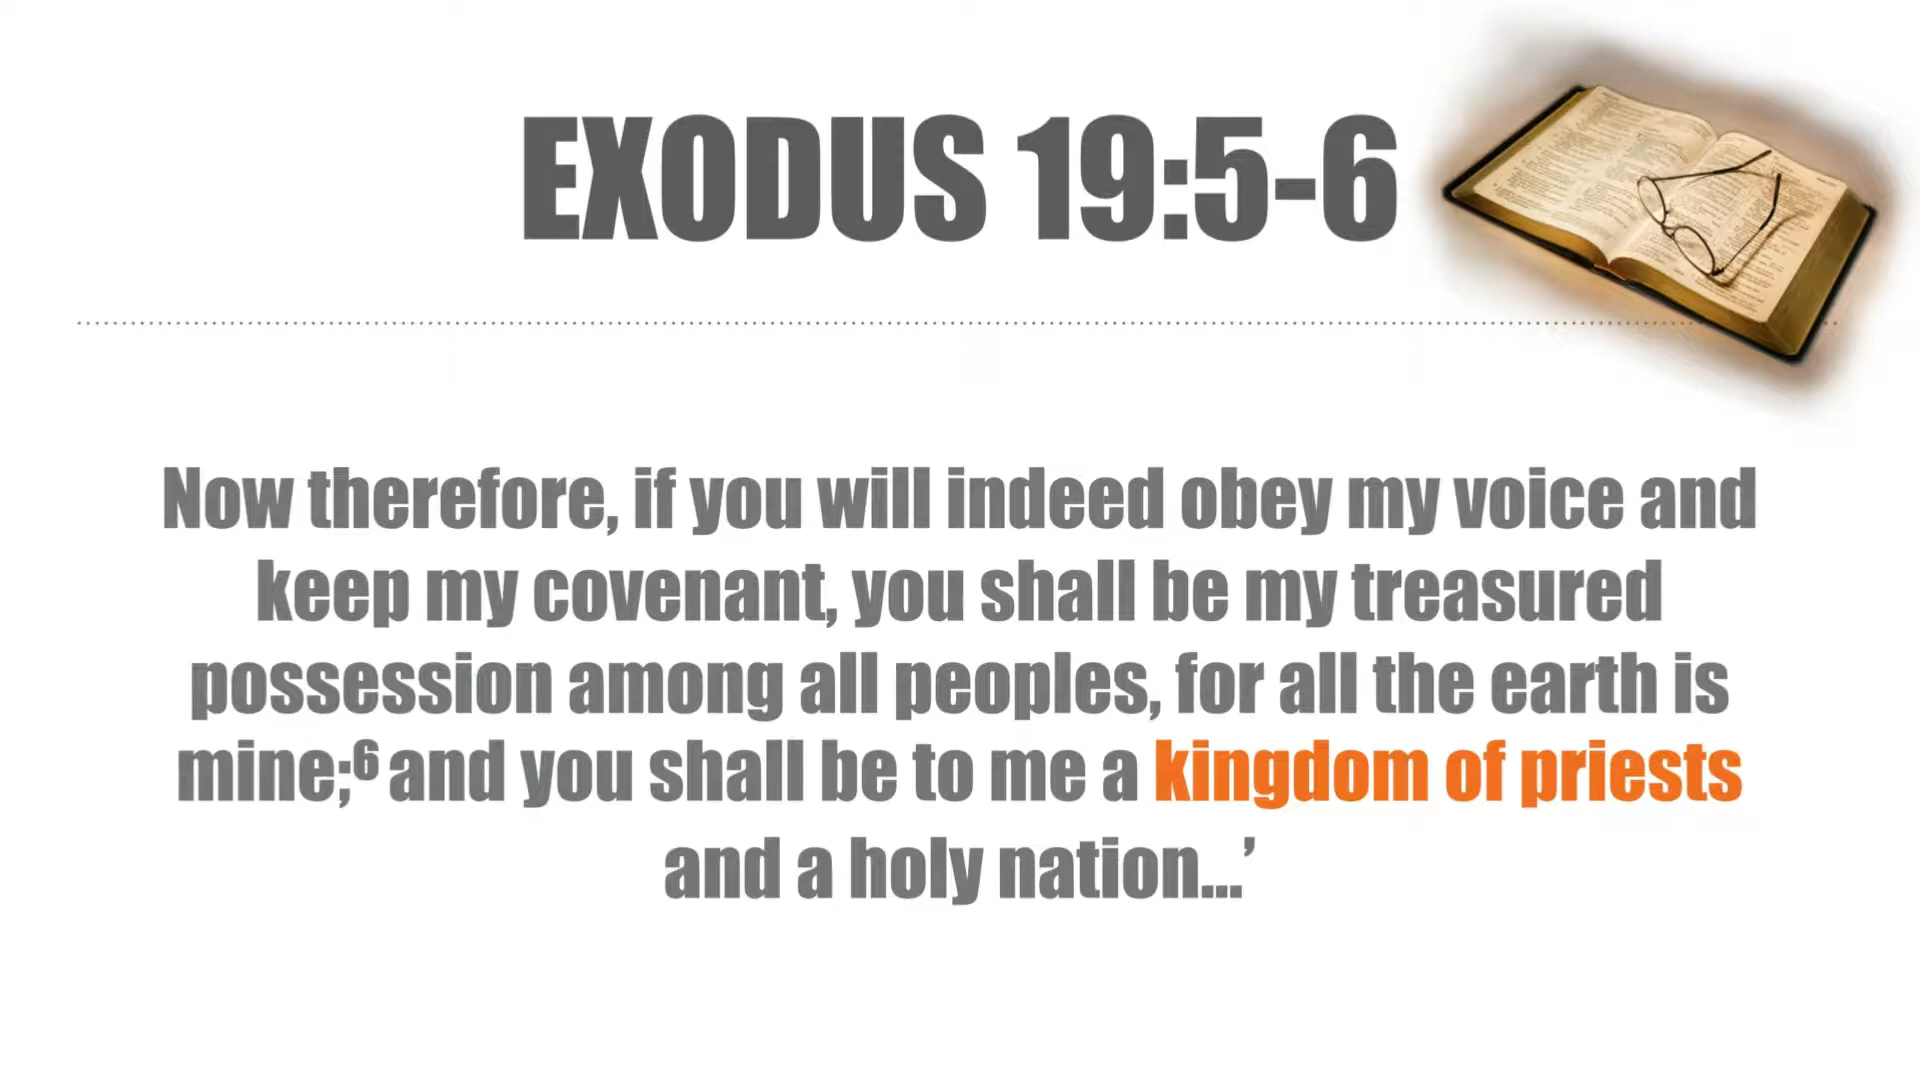 EXODUS 19:5-6
Now therefore, if you will indeed obey my voice and
keep my covenant, you shall be my treasured
possession among all peoples, for all the earth is
mine;⁶ and you shall be to me a kingdom of priests
and a holy nation…’